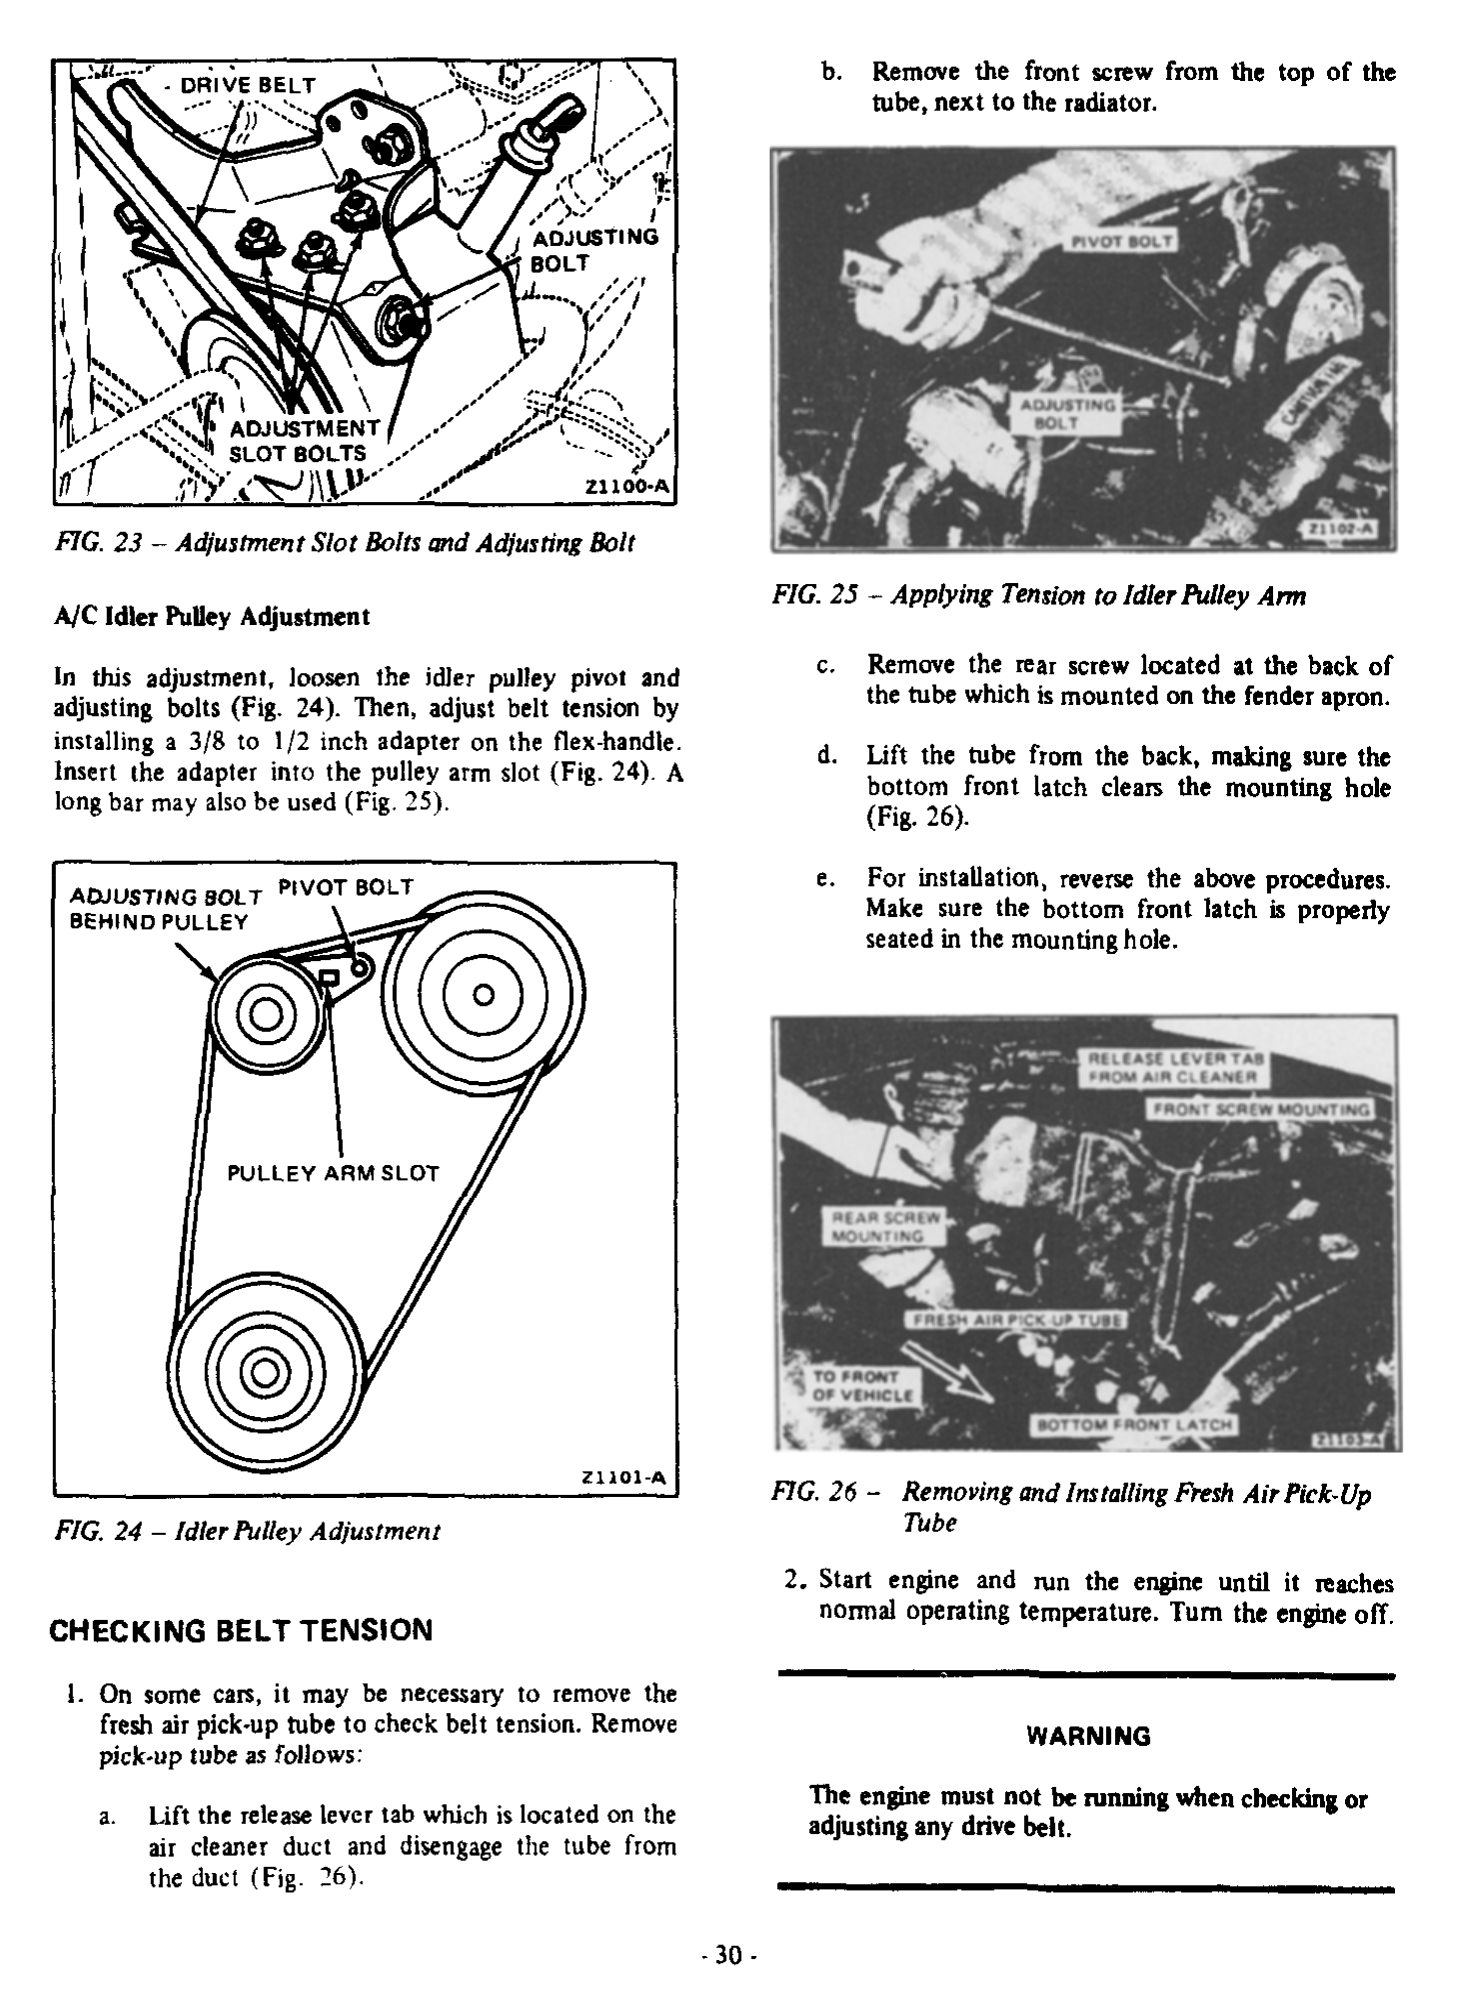 DRIVE BELT
ADJUSTING
BOLT
ADJUSTMENT
SLOT BOLTS
Z1100-A
FIG. 23 – Adjustment Slot Bolts and Adjusting Bolt
A/C Idler Pulley Adjustment
In this adjustment, loosen the idler pulley pivot and
adjusting bolts (Fig. 24). Then, adjust belt tension by
installing a 3/8 to 1/2 inch adapter on the flex-handle.
Insert the adapter into the pulley arm slot (Fig. 24). A
long bar may also be used (Fig. 25).
ADJUSTING BOLT
BEHIND PULLEY
PIVOT BOLT
PULLEY ARM SLOT
Z1101-A
FIG. 24 – Idler Pulley Adjustment
CHECKING BELT TENSION
1. On some cars, it may be necessary to remove the
fresh air pick-up tube to check belt tension. Remove
pick-up tube as follows:
a. Lift the release lever tab which is located on the
air cleaner duct and disengage the tube from
the duct (Fig. 26).
b. Remove the front screw from the top of the
tube, next to the radiator.
PIVOT BOLT
ADJUSTING
BOLT
Z1102-A
FIG. 25 – Applying Tension to Idler Pulley Arm
c. Remove the rear screw located at the back of
the tube which is mounted on the fender apron.
d. Lift the tube from the back, making sure the
bottom front latch clears the mounting hole
(Fig. 26).
e. For installation, reverse the above procedures.
Make sure the bottom front latch is properly
seated in the mounting hole.
RELEASE LEVER TAB
FROM AIR CLEANER
FRONT SCREW MOUNTING
REAR SCREW
MOUNTING
FRESH AIR PICK-UP TUBE
TO FRONT
OF VEHICLE
BOTTOM FRONT LATCH
Z1103-A
FIG. 26 – Removing and Installing Fresh Air Pick-Up
Tube
2. Start engine and run the engine until it reaches
normal operating temperature. Turn the engine off.
WARNING
The engine must not be running when checking or
adjusting any drive belt.
- 30 -